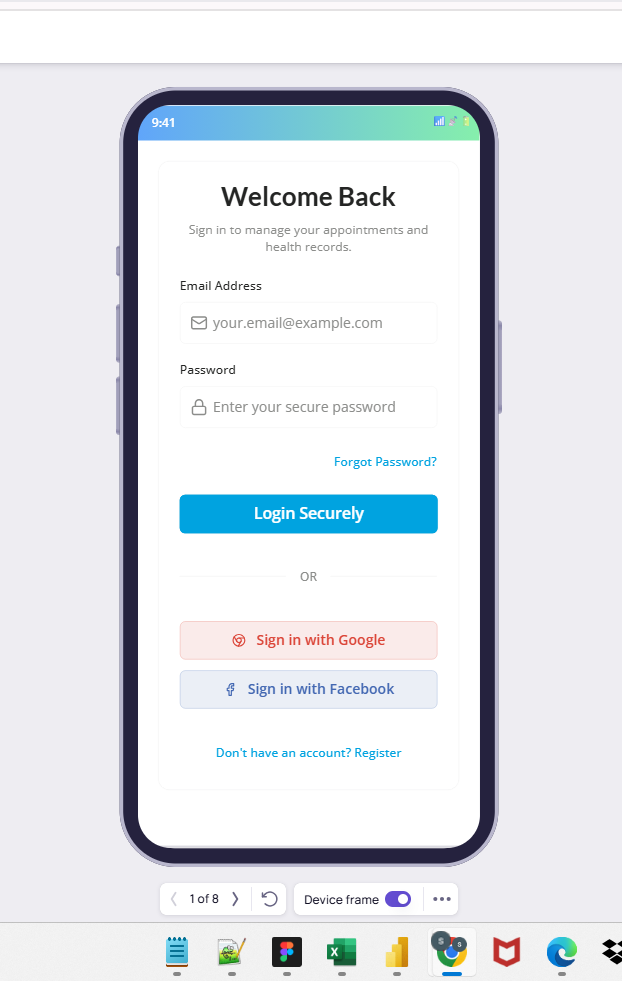 9:41
Welcome Back
Sign in to manage your appointments and
health records.
Email Address
your.email@example.com
Password
Enter your secure password
Forgot Password?
Login Securely
OR
Sign in with Google
Sign in with Facebook
Don't have an account? Register
1 of 8
Device frame
X
S
S